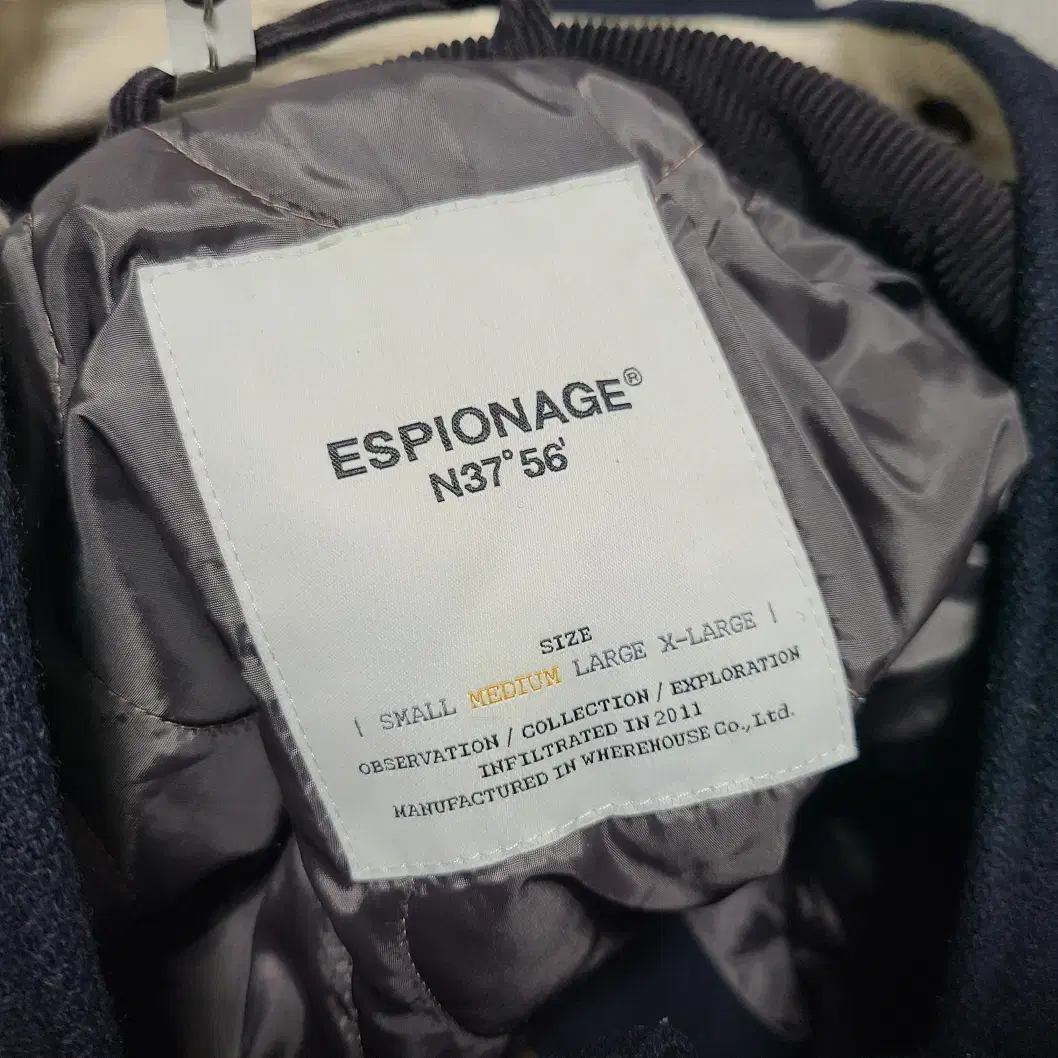 ESPIONAGE®
N37°56'
SIZE
| SMALL MEDIUM LARGE X-LARGE |
OBSERVATION / COLLECTION / EXPLORATION
INFILTRATED IN 2011
MANUFACTURED IN WHEREHOUSE Co., Ltd.